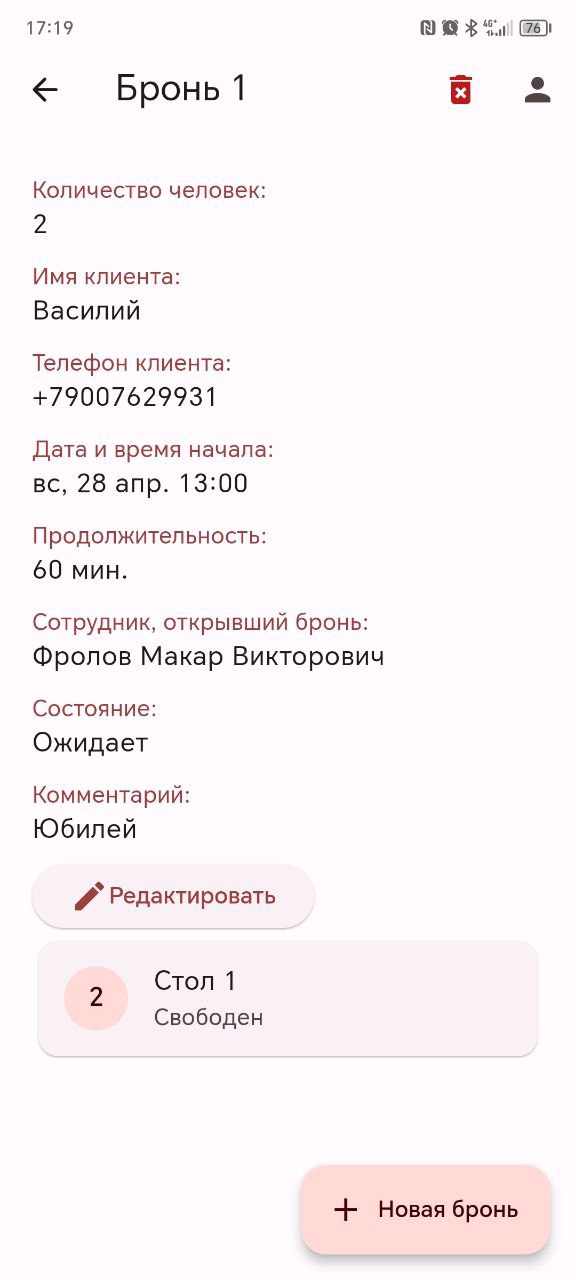 17:19
4G+
76
Бронь 1
Количество человек:
2
Имя клиента:
Василий
Телефон клиента:
+79007629931
Дата и время начала:
вс, 28 апр. 13:00
Продолжительность:
60 мин.
Сотрудник, открывший бронь:
Фролов Макар Викторович
Состояние:
Ожидает
Комментарий:
Юбилей
Редактировать
2
Стол 1
Свободен
Новая бронь